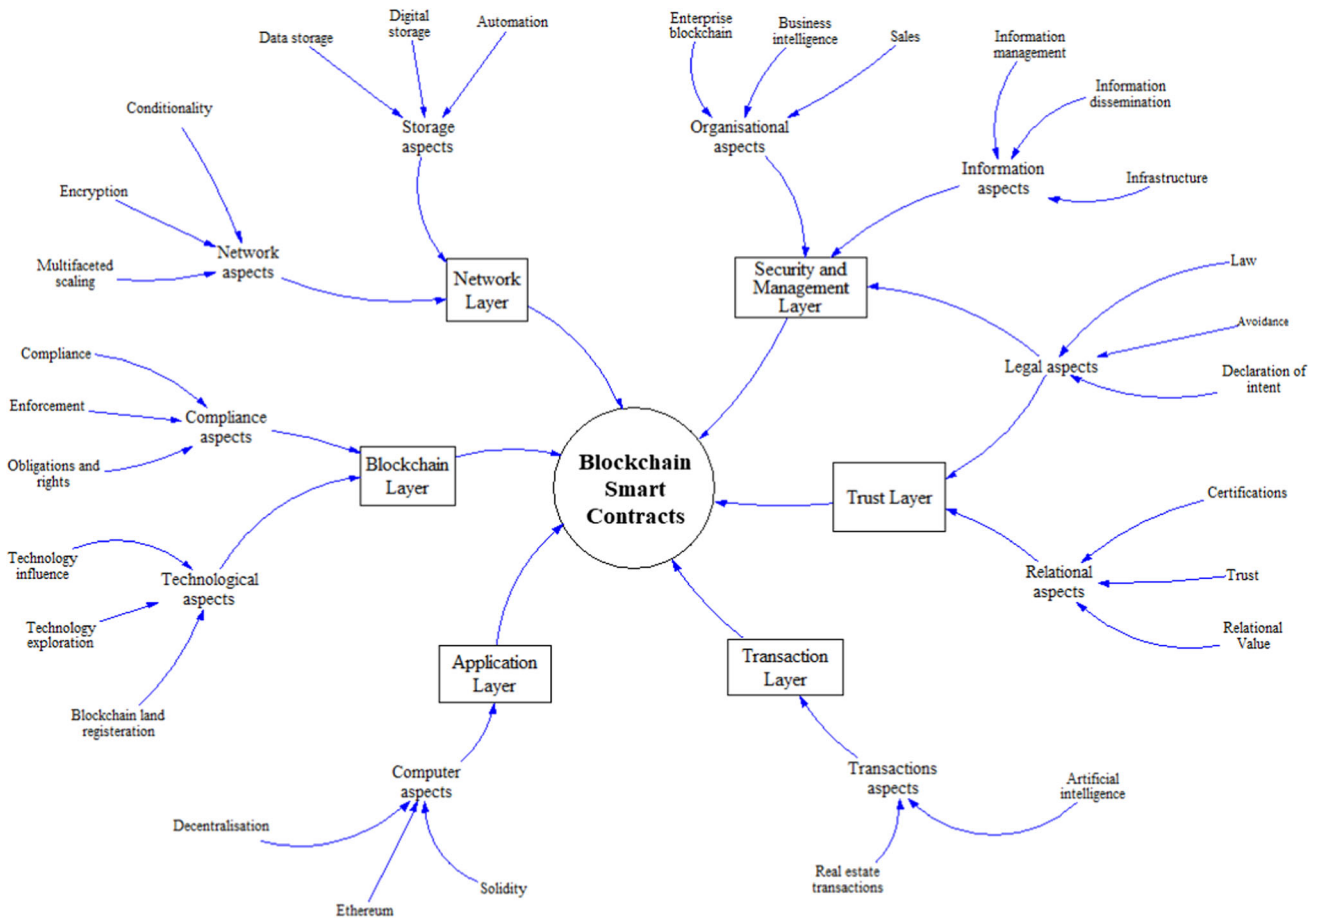 Data storage
Digital
storage
Automation
Storage
aspects
Conditionality
Encryption
Multifaceted
scaling
Network
aspects
Network
Layer
Enterprise
blockchain
Business
intelligence
Sales
Organisational
aspects
Information
management
Information
dissemination
Infrastructure
Information
aspects
Security and
Management
Layer
Law
Avoidance
Declaration of
intent
Legal aspects
Compliance
Enforcement
Obligations and
rights
Compliance
aspects
Blockchain
Layer
Blockchain
Smart
Contracts
Trust Layer
Certifications
Trust
Relational
Value
Relational
aspects
Technology
influence
Technology
exploration
Blockchain land
registeration
Technological
aspects
Application
Layer
Computer
aspects
Decentralisation
Ethereum
Solidity
Transaction
Layer
Transactions
aspects
Artificial
intelligence
Real estate
transactions